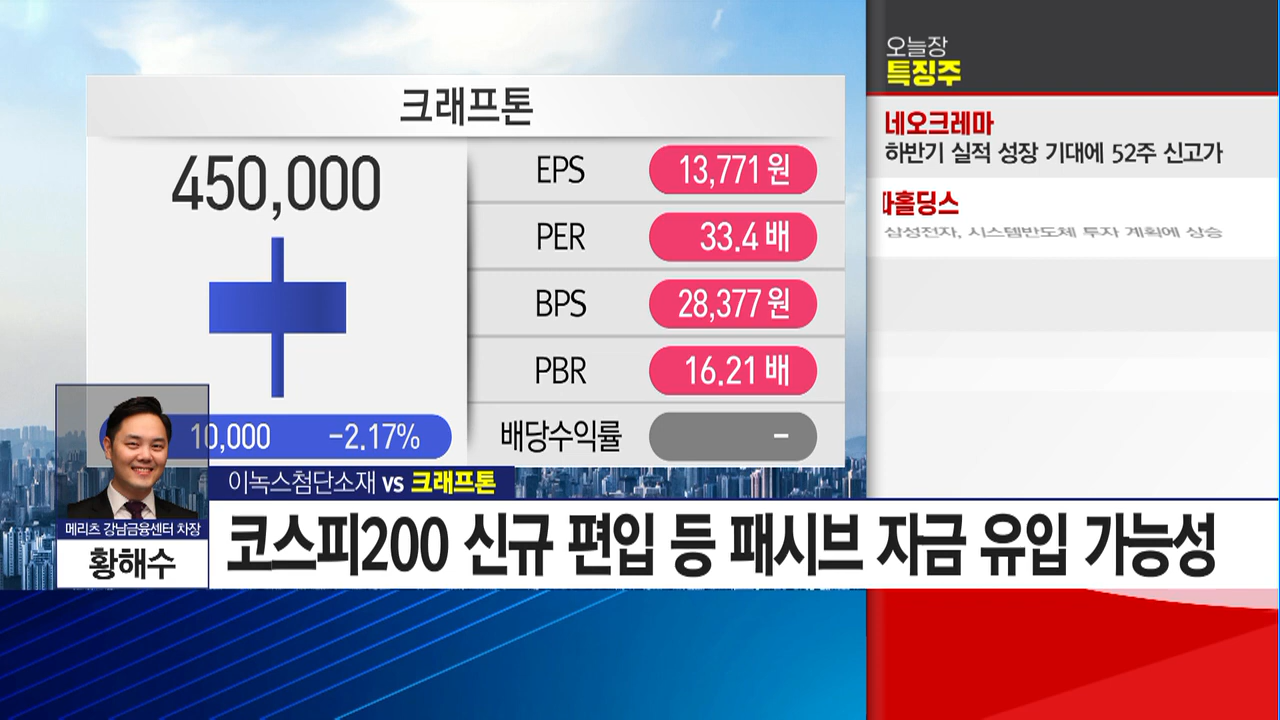 크래프톤
450,000
10,000 -2.17%
EPS 13,771 원
PER 33.4 배
BPS 28,377 원
PBR 16.21 배
배당수익률 -
오늘장
특징주
네오크레마
하반기 실적 성장 기대에 52주 신고가
홀딩스
삼성전자, 시스템반도체 투자 계획에 상승
이녹스첨단소재 vs 크래프톤
코스피200 신규 편입 등 패시브 자금 유입 가능성
메리츠 강남금융센터 차장
황해수